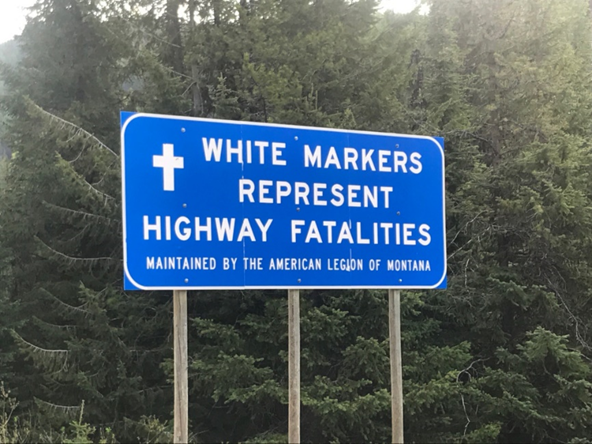 WHITE MARKERS
REPRESENT
HIGHWAY FATALITIES
MAINTAINED BY THE AMERICAN LEGION OF MONTANA